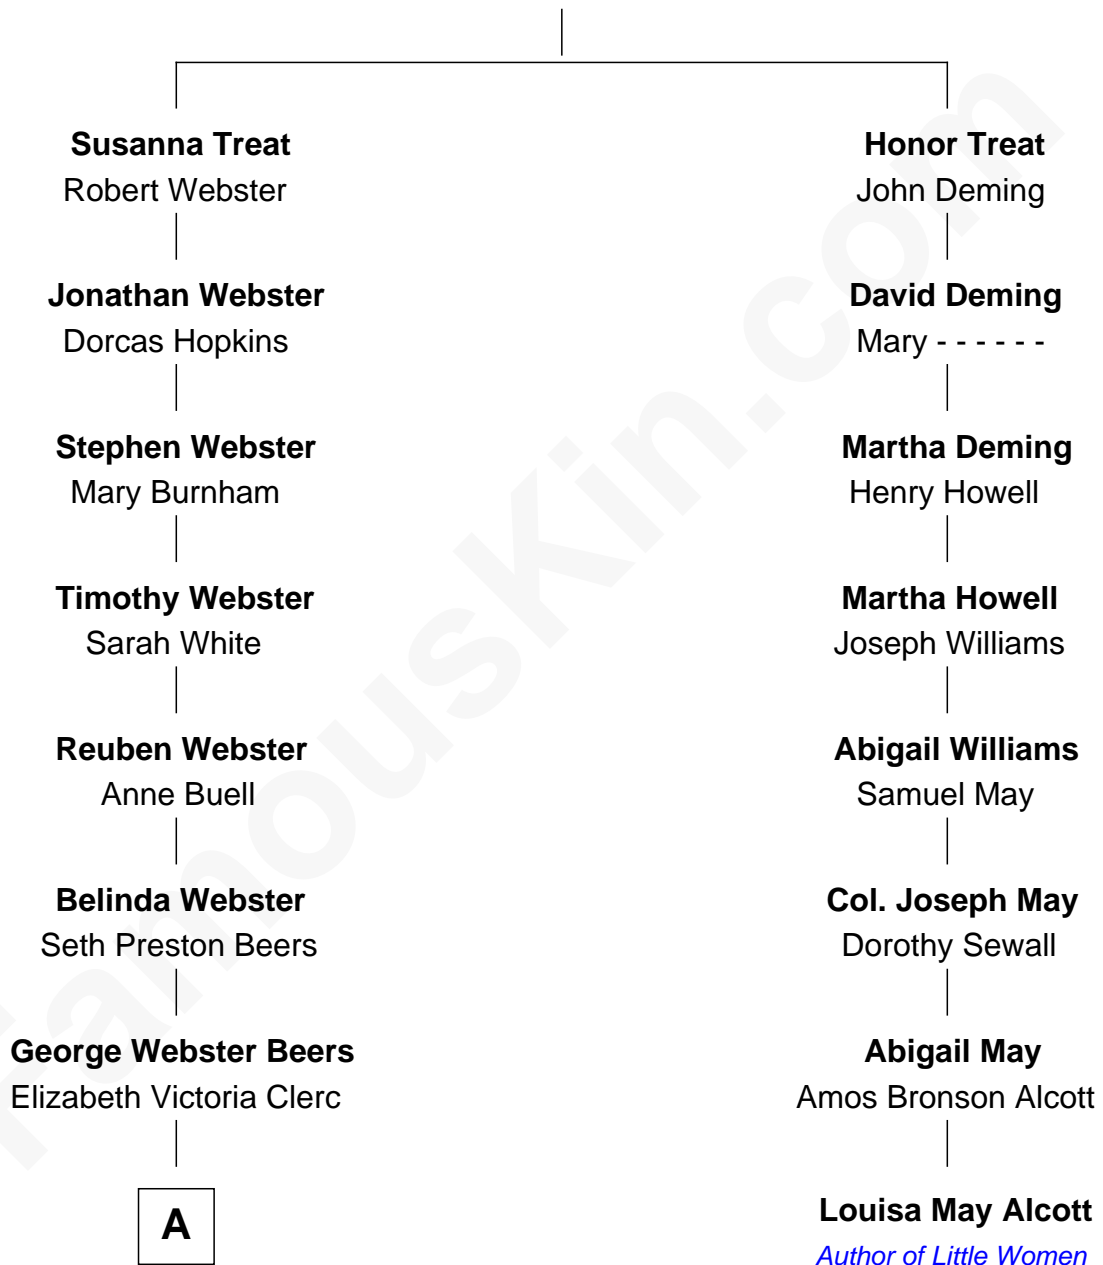 Susanna Treat
Robert Webster
Honor Treat
John Deming
Jonathan Webster
Dorcas Hopkins
David Deming
Mary - - - - - -
Stephen Webster
Mary Burnham
Martha Deming
Henry Howell
Timothy Webster
Sarah White
Martha Howell
Joseph Williams
Reuben Webster
Anne Buell
Abigail Williams
Samuel May
Belinda Webster
Seth Preston Beers
Col. Joseph May
Dorothy Sewall
George Webster Beers
Elizabeth Victoria Clerc
Abigail May
Amos Bronson Alcott
A
Louisa May Alcott
Author of Little Women
FamousKin.com